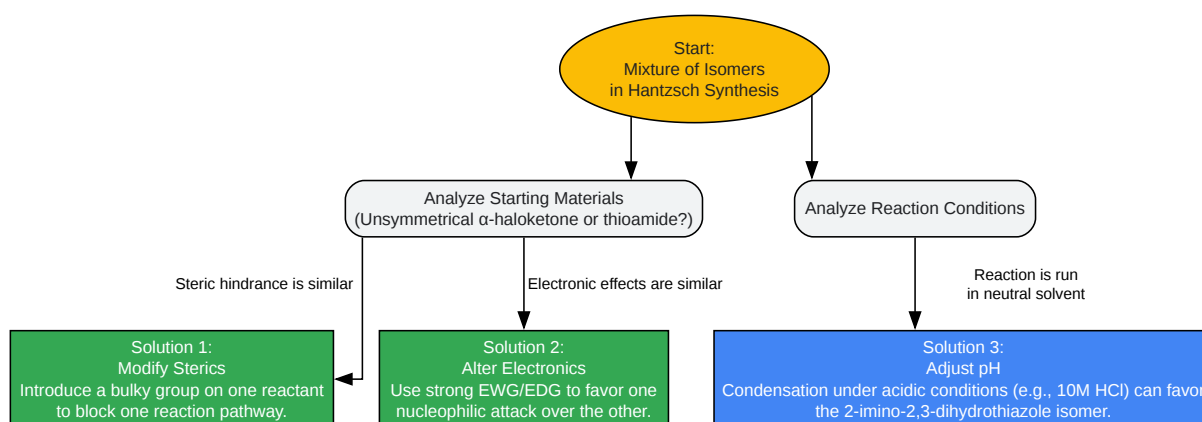 Start:
Mixture of Isomers
in Hantzsch Synthesis
Analyze Starting Materials
(Unsymmetrical α-haloketone or thioamide?)
Analyze Reaction Conditions
Steric hindrance is similar
Electronic effects are similar
Reaction is run
in neutral solvent
Solution 1:
Modify Sterics
Introduce a bulky group on one reactant
to block one reaction pathway.
Solution 2:
Alter Electronics
Use strong EWG/EDG to favor one
nucleophilic attack over the other.
Solution 3:
Adjust pH
Condensation under acidic conditions (e.g., 10M HCl) can favor
the 2-imino-2,3-dihydrothiazole isomer.